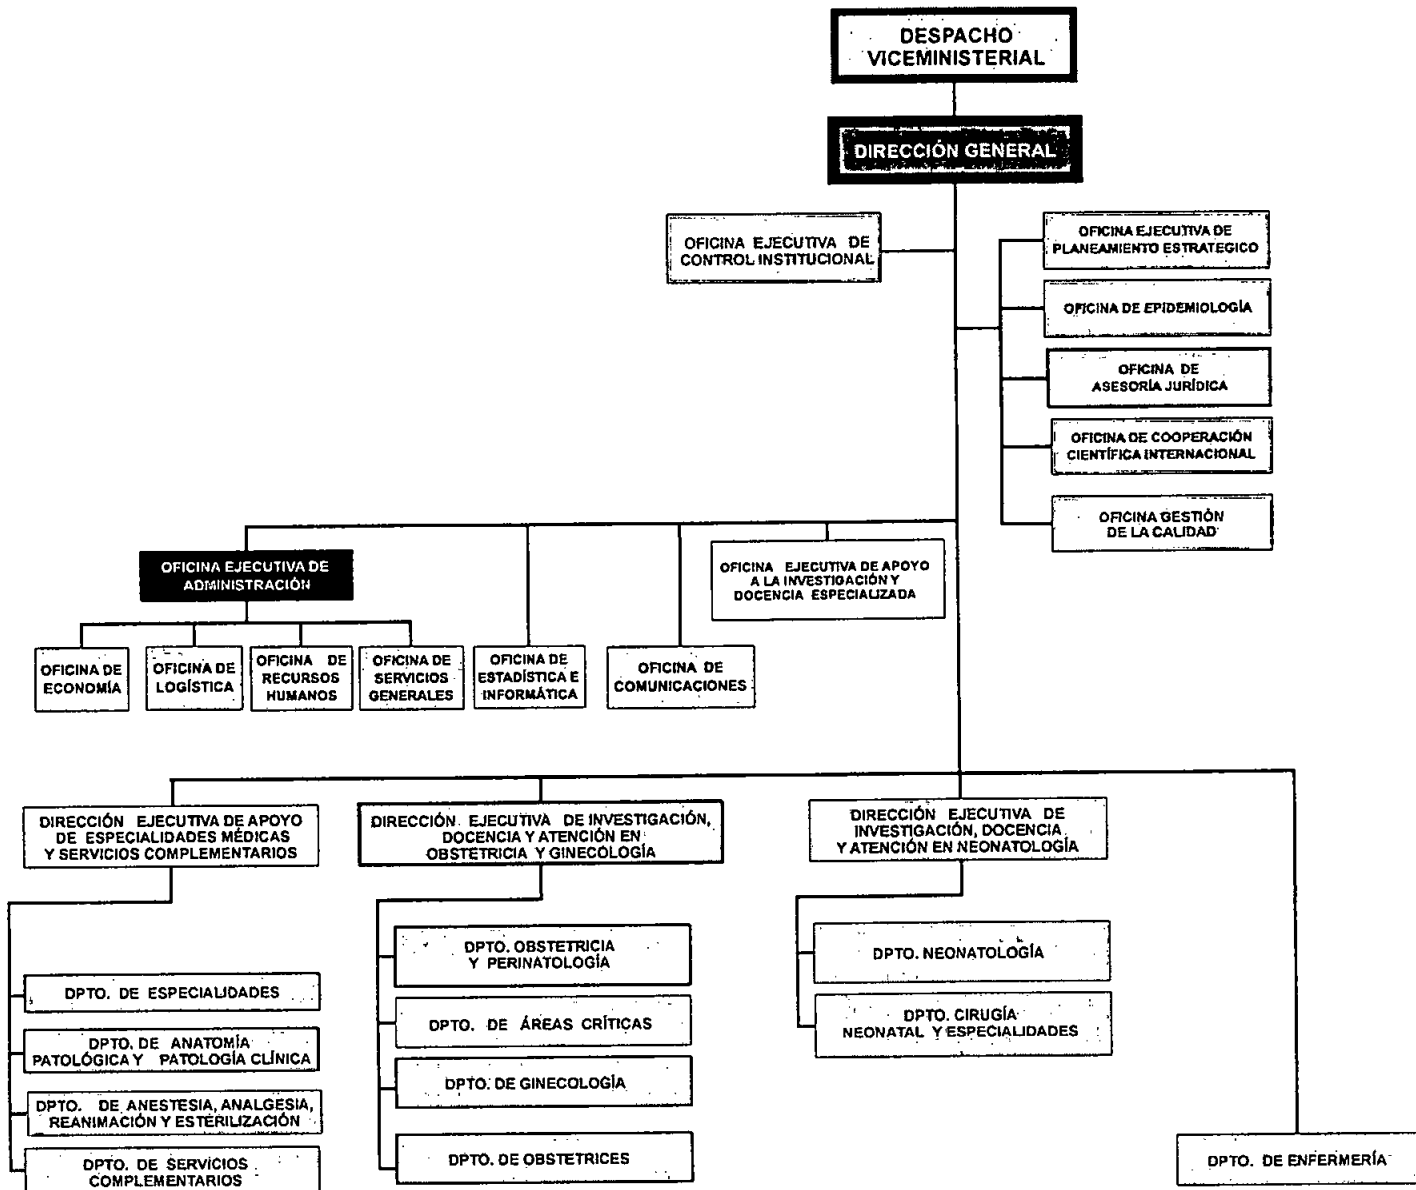 DESPACHO
VICEMINISTERIAL
DIRECCIÓN GENERAL
OFICINA EJECUTIVA DE
CONTROL INSTITUCIONAL
OFICINA EJECUTIVA DE
PLANEAMIENTO ESTRATEGICO
OFICINA DE EPIDEMIOLOGÍA
OFICINA DE
ASESORÍA JURÍDICA
OFICINA DE COOPERACIÓN
CIENTÍFICA INTERNACIONAL
OFICINA GESTIÓN
DE LA CALIDAD
OFICINA EJECUTIVA DE
ADMINISTRACIÓN
OFICINA EJECUTIVA DE APOYO
A LA INVESTIGACIÓN Y
DOCENCIA ESPECIALIZADA
OFICINA DE
ECONOMÍA
OFICINA DE
LOGÍSTICA
OFICINA DE
RECURSOS
HUMANOS
OFICINA DE
SERVICIOS
GENERALES
OFICINA DE
ESTADÍSTICA E
INFORMÁTICA
OFICINA DE
COMUNICACIONES
DIRECCIÓN EJECUTIVA DE APOYO
DE ESPECIALIDADES MÉDICAS
Y SERVICIOS COMPLEMENTARIOS
DIRECCIÓN EJECUTIVA DE INVESTIGACIÓN,
DOCENCIA Y ATENCIÓN EN
OBSTETRICIA Y GINECOLOGÍA
DIRECCIÓN EJECUTIVA DE
INVESTIGACIÓN, DOCENCIA
Y ATENCIÓN EN NEONATOLOGÍA
DPTO. DE ESPECIALIDADES
DPTO. DE ANATOMÍA
PATOLÓGICA Y PATOLOGÍA CLÍNICA
DPTO. DE ANESTESIA, ANALGESIA,
REANIMACIÓN Y ESTERILIZACIÓN
DPTO. DE SERVICIOS
COMPLEMENTARIOS
DPTO. OBSTETRICIA
Y PERINATOLOGÍA
DPTO. DE ÁREAS CRÍTICAS
DPTO. DE GINECOLOGÍA
DPTO. DE OBSTETRICES
DPTO. NEONATOLOGÍA
DPTO. CIRUGÍA
NEONATAL Y ESPECIALIDADES
DPTO. DE ENFERMERÍA